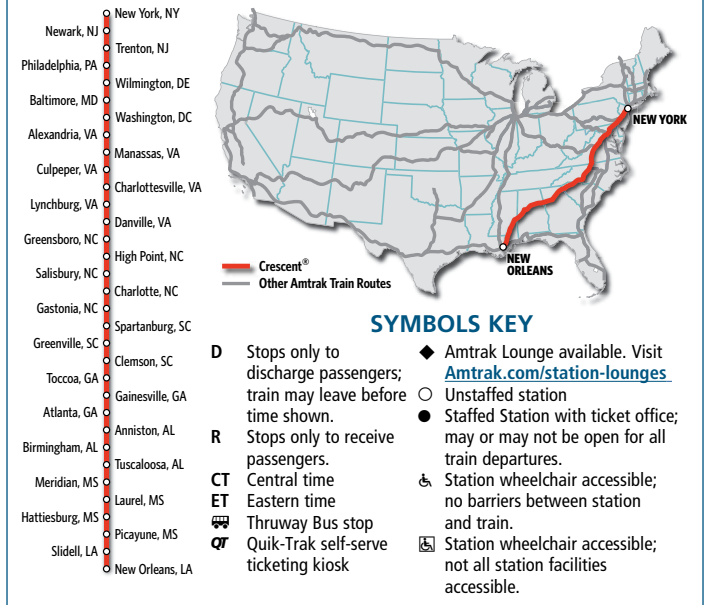 New York, NY
Newark, NJ
Trenton, NJ
Philadelphia, PA
Wilmington, DE
Baltimore, MD
Washington, DC
Alexandria, VA
Manassas, VA
Culpeper, VA
Charlottesville, VA
Lynchburg, VA
Danville, VA
Greensboro, NC
High Point, NC
Salisbury, NC
Charlotte, NC
Gastonia, NC
Spartanburg, SC
Greenville, SC
Clemson, SC
Toccoa, GA
Gainesville, GA
Atlanta, GA
Anniston, AL
Birmingham, AL
Tuscaloosa, AL
Meridian, MS
Laurel, MS
Hattiesburg, MS
Picayune, MS
Slidell, LA
New Orleans, LA
NEW YORK
NEW
ORLEANS
Crescent®
Other Amtrak Train Routes
SYMBOLS KEY
D Stops only to
discharge passengers;
train may leave before
time shown.
R Stops only to receive
passengers.
CT Central time
ET Eastern time
Thruway Bus stop
QT Quik-Trak self-serve
ticketing kiosk
◆ Amtrak Lounge available. Visit
Amtrak.com/station-lounges
○ Unstaffed station
● Staffed Station with ticket office;
may or may not be open for all
train departures.
Station wheelchair accessible;
no barriers between station
and train.
Station wheelchair accessible;
not all station facilities
accessible.